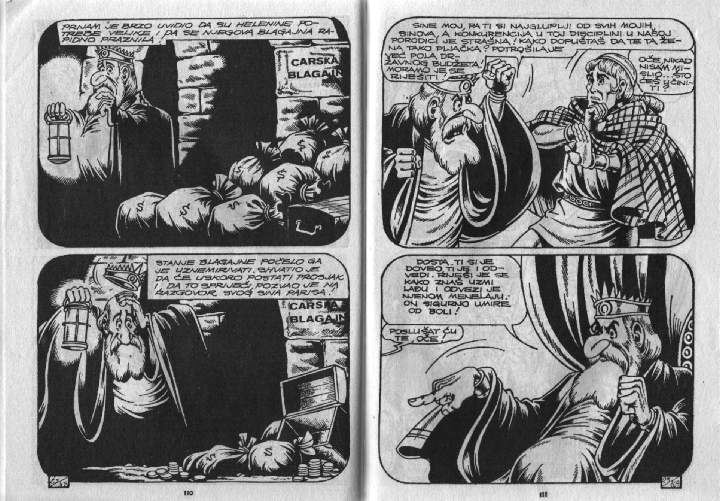 PRIJAM JE BRZO UVIDIO DA SU HELENINE PO-
TREBE VELIKE I DA SE NJEGOVA BLAGAJNA RA-
PIDNO PRAZNILA!
CARSKA
BLAGAJN
STANJE BLAGAJNE POČELO GA
JE UZNEMIRIVATI, SHVATIO JE
DA ĆE USKORO POSTATI PROSJAK
I, DA TO SPRIJEČI, POZVAO JE NA
RAZGOVOR SVOG SINA PARISA!
CARSKA
BLAGAJN
110
SINE MOJ, PA TI SI NAJGLUPLJI OD SVIH MOJIH
SINOVA, A KONKURENCIJA U TOJ DISCIPLINI U NAŠOJ
PORODICI JE STRAŠNA! KAKO DOPUŠTAŠ DA TE TA ŽE-
NA TAKO PLJAČKA? POTROŠILA JE
VEĆ POLA DR-
ŽAVNOG BUDŽETA!
MORAMO JE SE
RIJEŠITI!
OČE NIKAD
NISAM MI-
SLIO... ŠTO
ĆEŠ UČINI-
TI
DOSTA, TI SI JE
DOVEO TI JE I OD-
VEDI. RIJEŠI JE SE
KAKO ZNAŠ UZMI
LAĐU I ODVEZI JE
NJENOM MENELAJU.
ON SIGURNO UMIRE
OD BOLI!
POSLUŠAT ĆU
TE, OČE.
111